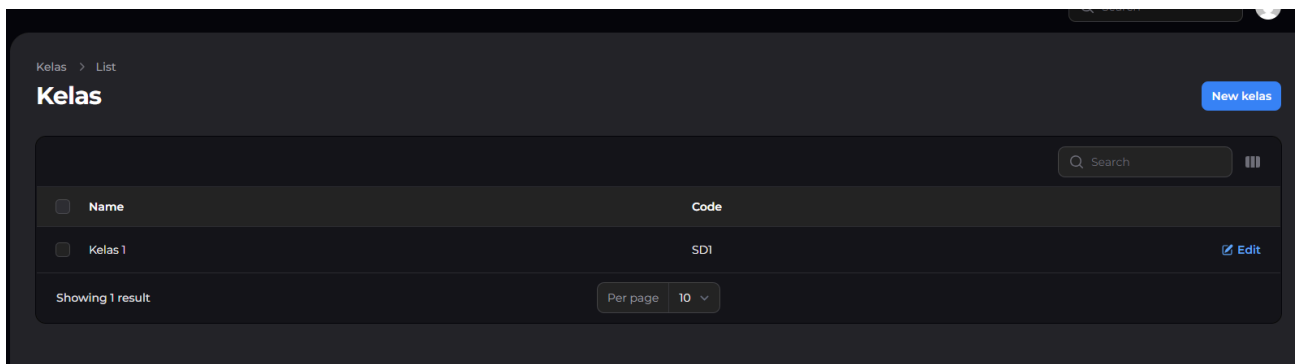 Kelas > List
Kelas
New kelas
Search
Name Code
Kelas 1 SD1 Edit
Showing 1 result Per page 10